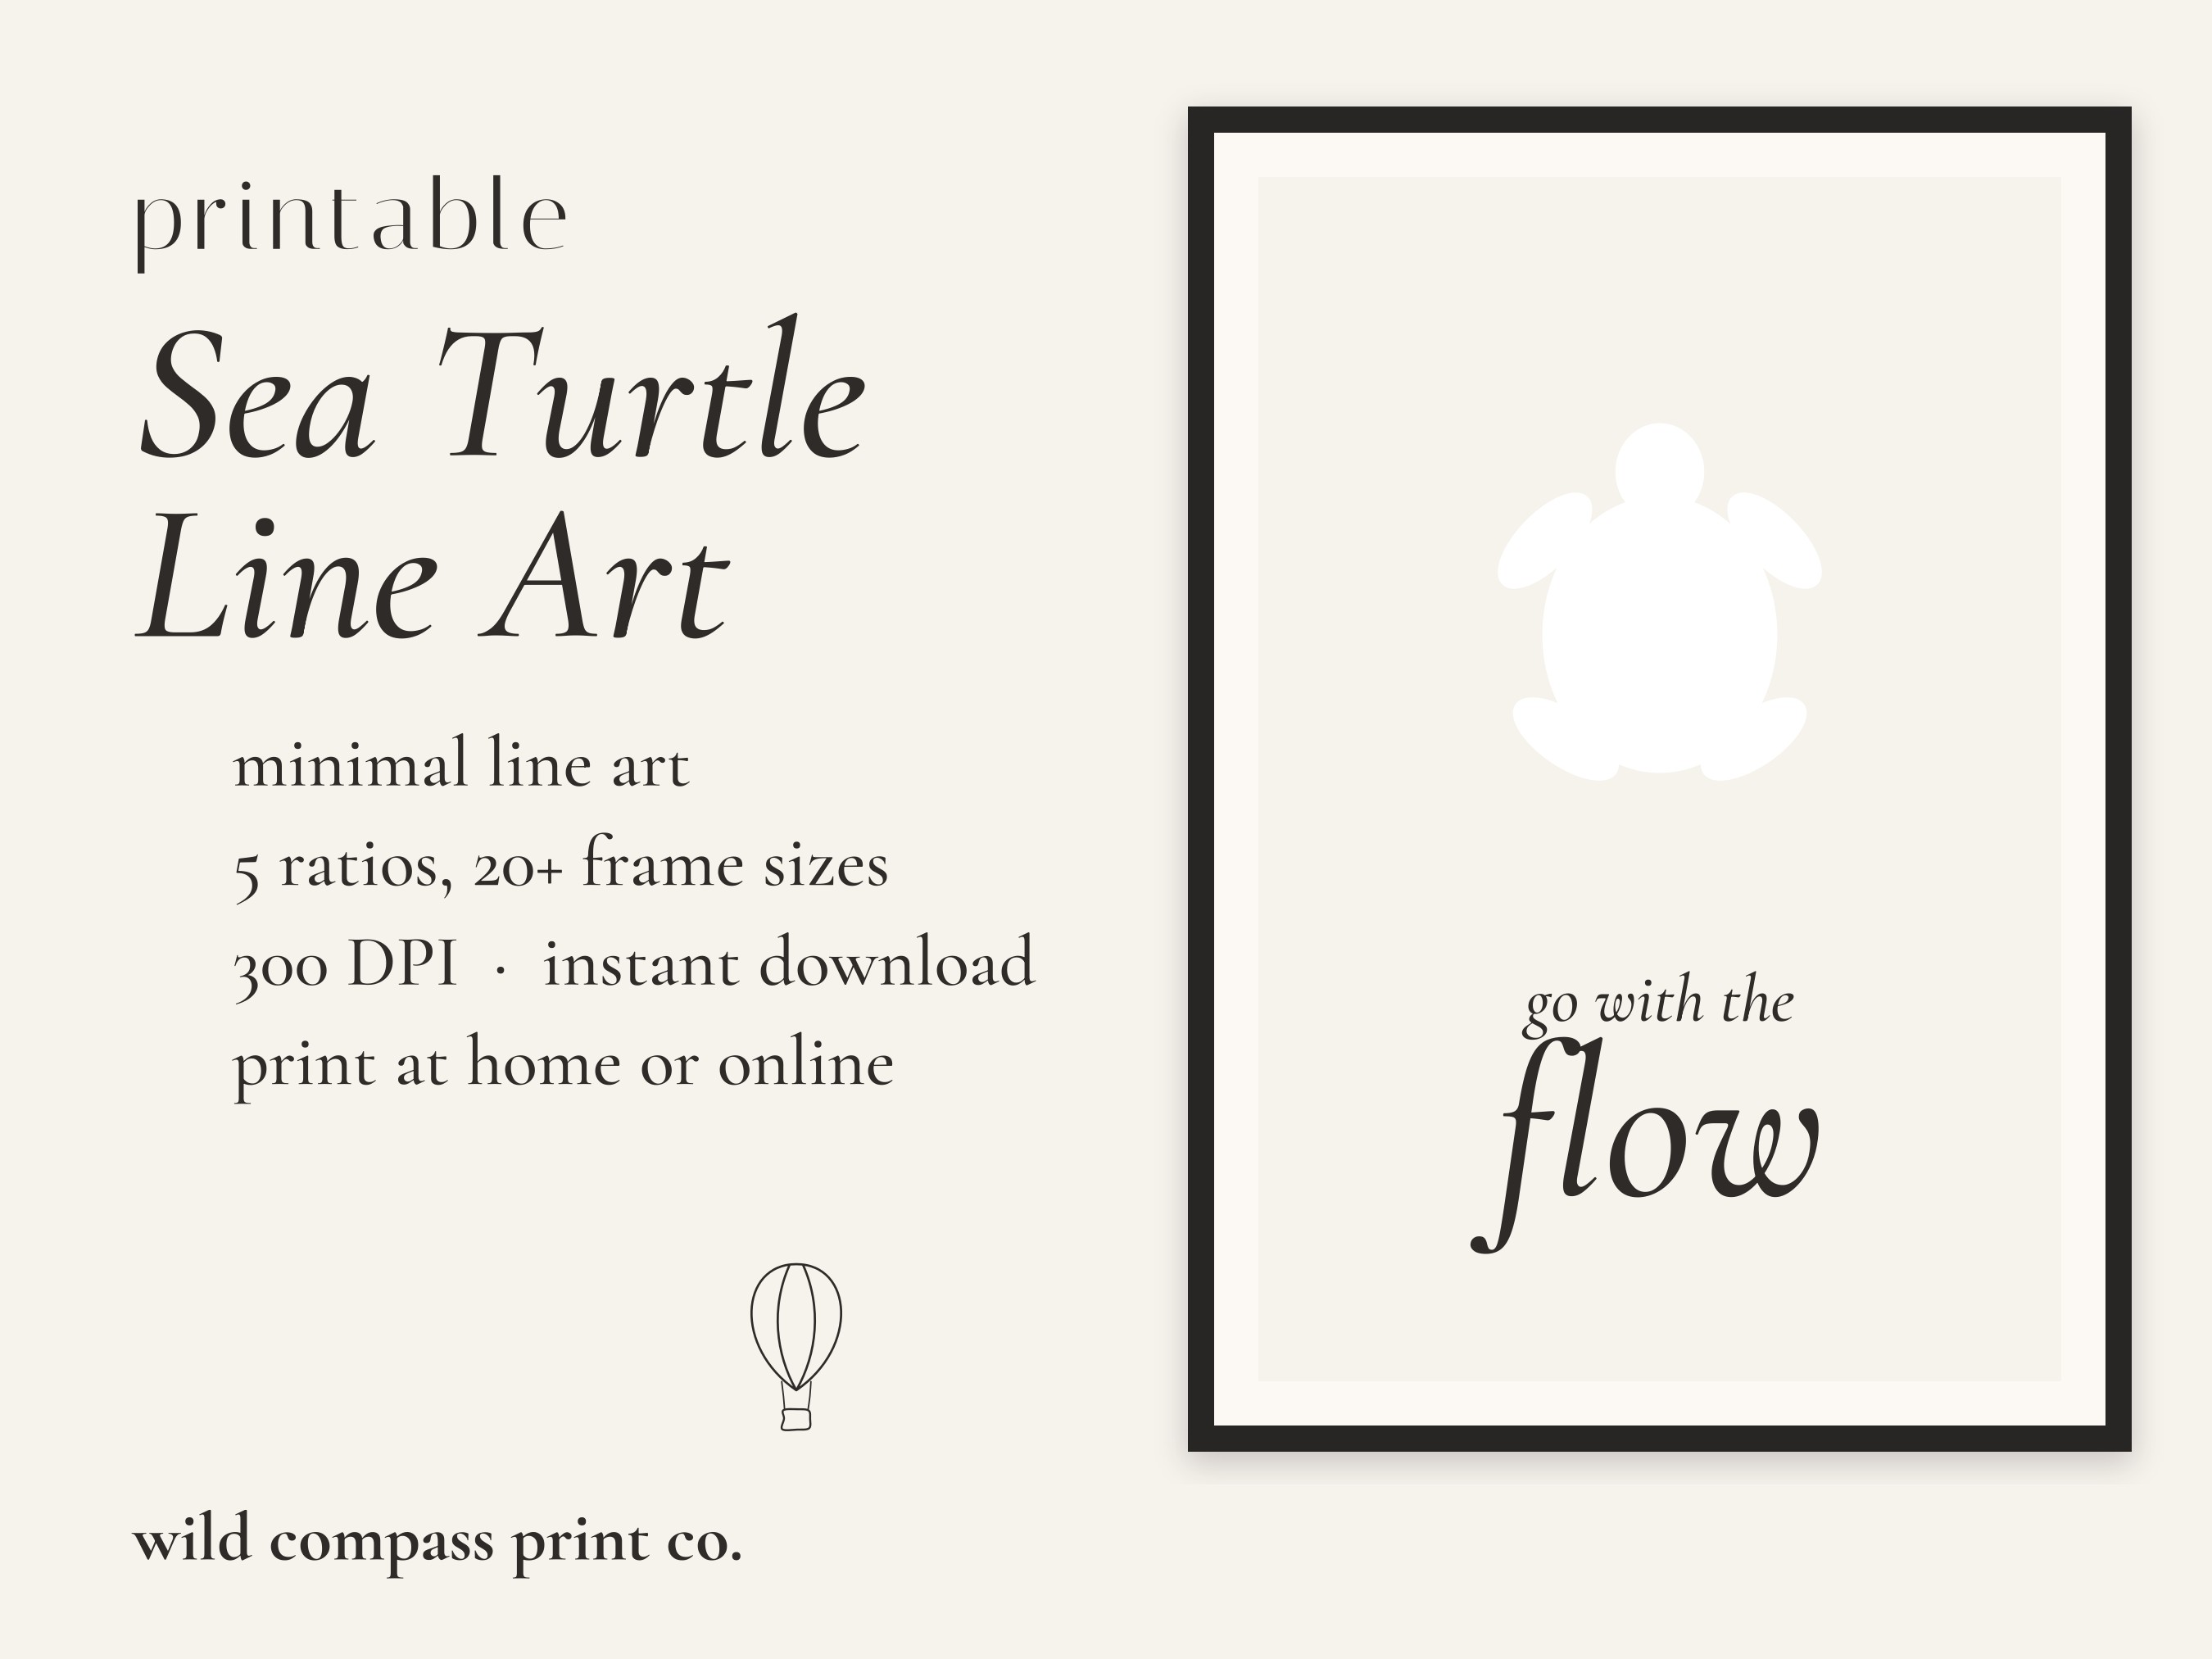 printable
Sea Turtle
Line Art
minimal line art
5 ratios, 20+ frame sizes
300 DPI · instant download
print at home or online
wild compass print co.
go with the
flow